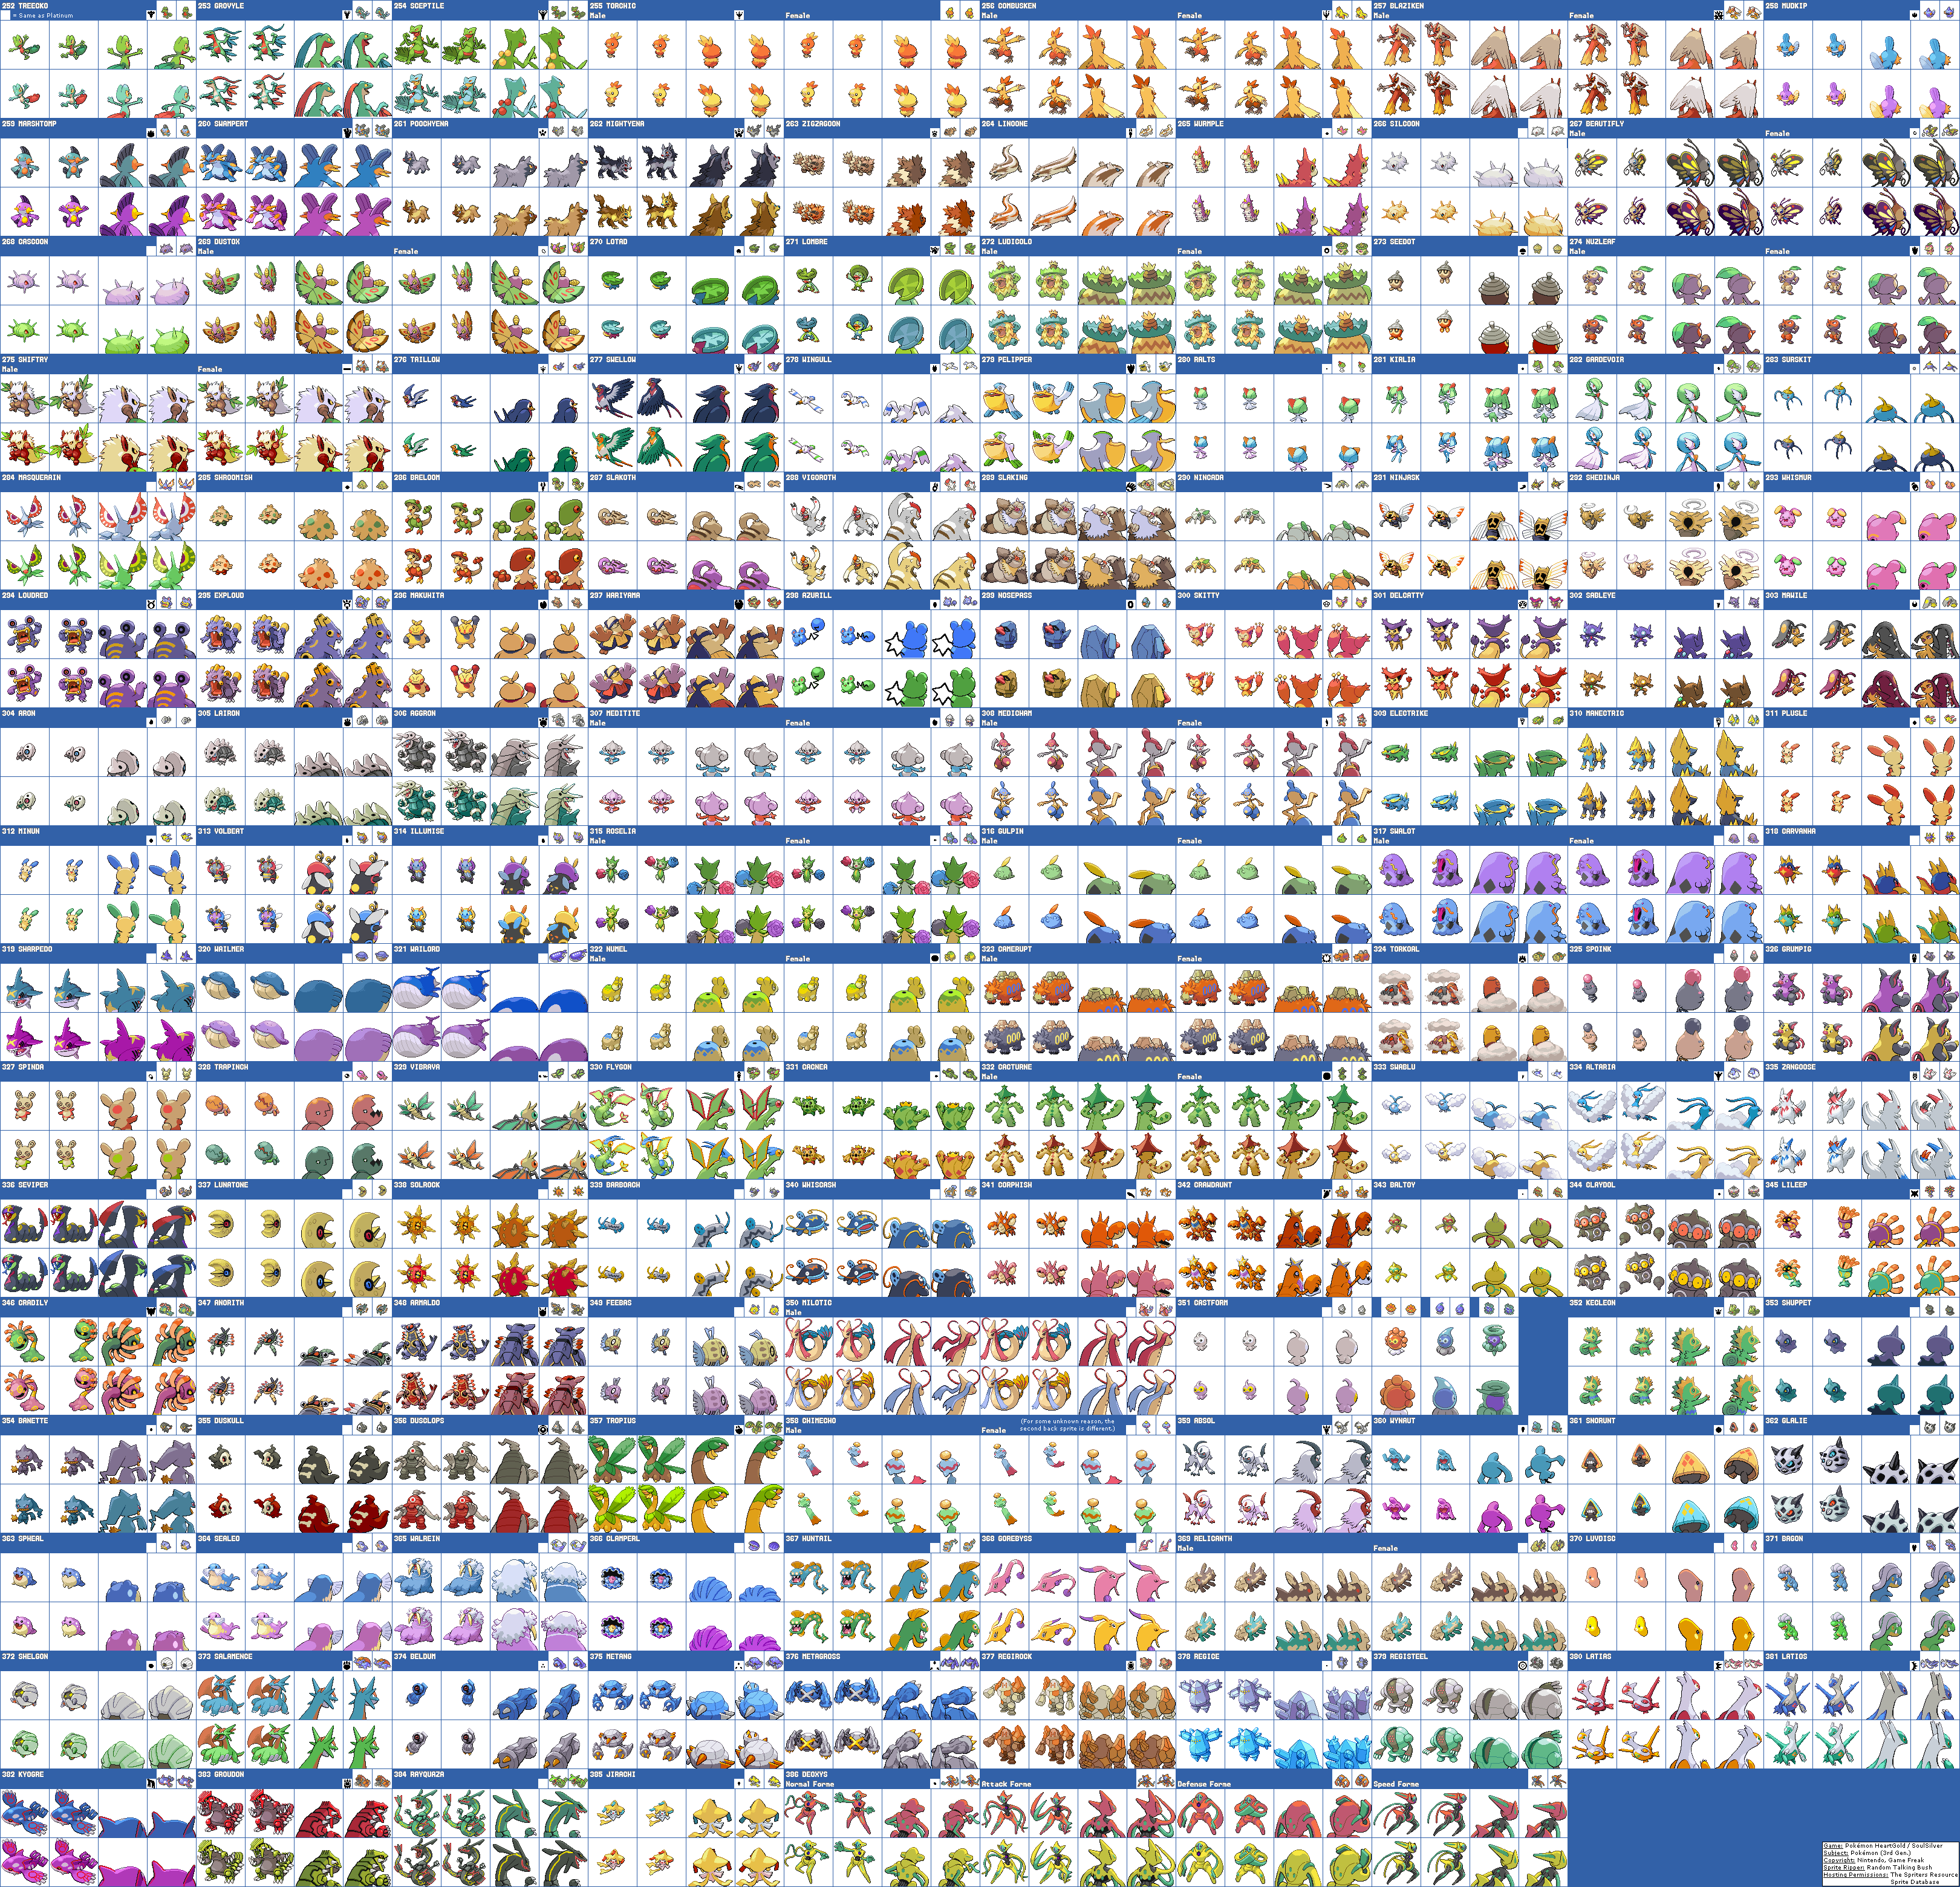 252 TREECKO
= Same as Platinum
253 GROVYLE
254 SCEPTILE
255 TORCHIC
Male
Female
256 COMBUSKEN
Male
Female
257 BLAZIKEN
Male
Female
258 MUDKIP
259 MARSHTOMP
260 SWAMPERT
261 POOCHYENA
262 MIGHTYENA
263 ZIGZAGOON
264 LINOONE
265 WURMPLE
266 SILCOON
267 BEAUTIFLY
Male
Female
268 CASCOON
269 DUSTOX
Male
Female
270 LOTAD
271 LOMBRE
272 LUDICOLO
Male
Female
273 SEEDOT
274 NUZLEAF
Male
Female
275 SHIFTRY
Male
Female
276 TAILLOW
277 SWELLOW
278 WINGULL
279 PELIPPER
280 RALTS
281 KIRLIA
282 GARDEVOIR
283 SURSKIT
284 MASQUERAIN
285 SHROOMISH
286 BRELOOM
287 SLAKOTH
288 VIGOROTH
289 SLAKING
290 NINCADA
291 NINJASK
292 SHEDINJA
293 WHISMUR
294 LOUDRED
295 EXPLOUD
296 MAKUHITA
297 HARIYAMA
298 AZURILL
299 NOSEPASS
300 SKITTY
301 DELCATTY
302 SABLEYE
303 MAWILE
304 ARON
305 LAIRON
306 AGGRON
307 MEDITITE
Male
Female
308 MEDICHAM
Male
Female
309 ELECTRIKE
310 MANECTRIC
311 PLUSLE
312 MINUN
313 VOLBEAT
314 ILLUMISE
315 ROSELIA
Male
Female
316 GULPIN
Male
Female
317 SWALOT
Male
Female
318 CARVANHA
319 SHARPEDO
320 WAILMER
321 WAILORD
322 NUMEL
Male
Female
323 CAMERUPT
Male
Female
324 TORKOAL
325 SPOINK
326 GRUMPIG
327 SPINDA
328 TRAPINCH
329 VIBRAVA
330 FLYGON
331 CACNEA
332 CACTURNE
Male
Female
333 SWABLU
334 ALTARIA
335 ZANGOOSE
336 SEVIPER
337 LUNATONE
338 SOLROCK
339 BARBOACH
340 WHISCASH
341 CORPHISH
342 CRAWDAUNT
343 BALTOY
344 CLAYDOL
345 LILEEP
346 CRADILY
347 ANORITH
348 ARMALDO
349 FEEBAS
350 MILOTIC
Male
351 CASTFORM
352 KECLEON
353 SHUPPET
354 BANETTE
355 DUSKULL
356 DUSCLOPS
357 TROPIUS
358 CHIMECHO
Male
Female
(For some unknown reason, the
second back sprite is different.)
359 ABSOL
360 WYNAUT
361 SNORUNT
362 GLALIE
363 SPHEAL
364 SEALEO
365 WALREIN
366 CLAMPERL
367 HUNTAIL
368 GOREBYSS
369 RELICANTH
Male
Female
370 LUVDISC
371 BAGON
372 SHELGON
373 SALAMENCE
374 BELDUM
375 METANG
376 METAGROSS
377 REGIROCK
378 REGICE
379 REGISTEEL
380 LATIAS
381 LATIOS
382 KYOGRE
383 GROUDON
384 RAYQUAZA
385 JIRACHI
386 DEOXYS
Normal Forme
Attack Forme
Defense Forme
Speed Forme
Game: Pokémon HeartGold / SoulSilver
Subject: Pokémon (3rd Gen.)
Copyright: Nintendo, Game Freak
Sprite Ripper: Random Talking Bush
Hosting Permissions: The Spriters Resource
Sprite Database